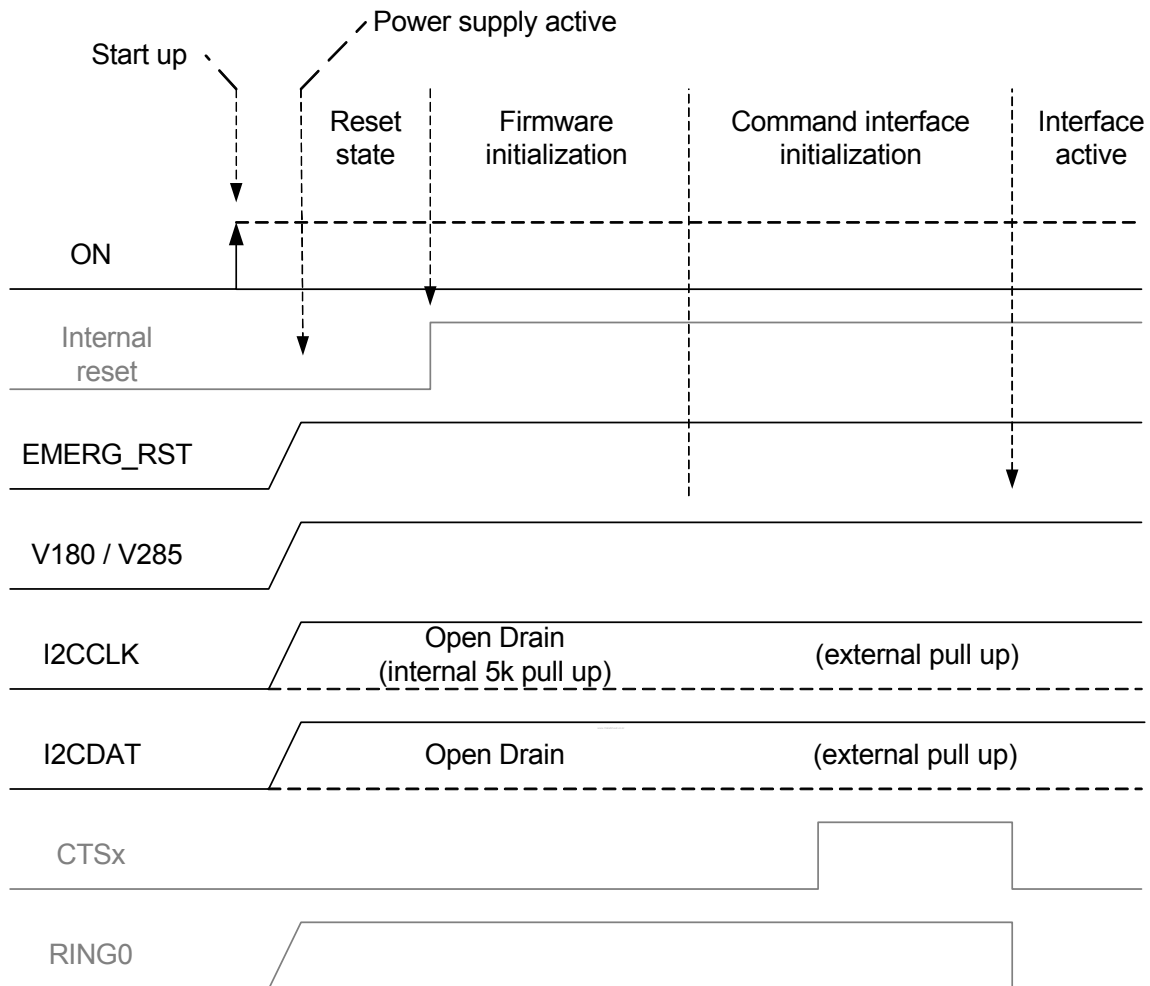 Power supply active
Start up
Reset
state
Firmware
initialization
Command interface
initialization
Interface
active
ON
Internal
reset
EMERG_RST
V180 / V285
I2CCLK
Open Drain
(internal 5k pull up)
(external pull up)
I2CDAT
Open Drain
(external pull up)
CTSx
RING0